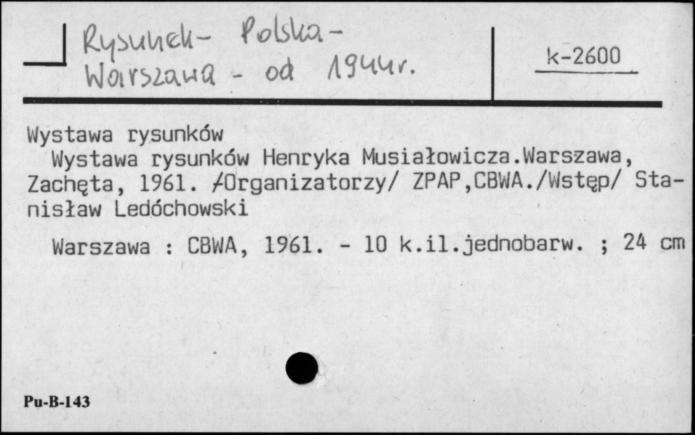 Rysunek - Polska -
Warszawa - od 1944r.
k-2600
Wystawa rysunków
Wystawa rysunków Henryka Musiałowicza.Warszawa,
Zachęta, 1961. /Organizatorzy/ ZPAP,CBWA./Wstęp/ Sta-
nisław Ledóchowski
Warszawa : CBWA, 1961. - 10 k.il.jednobarw. ; 24 cm
Pu-B-143